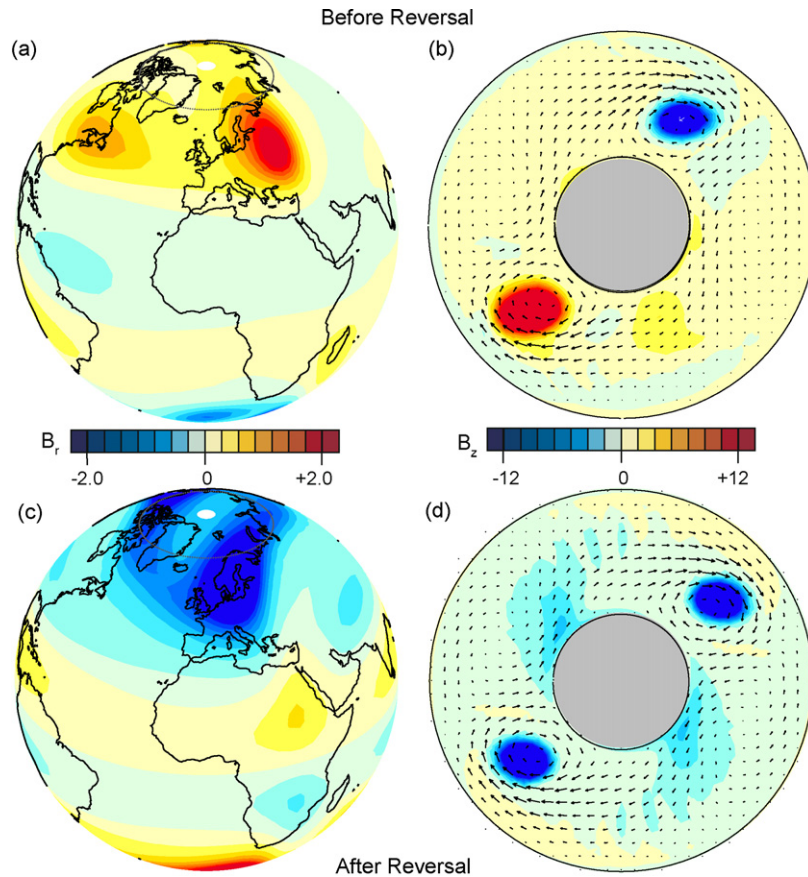 Before Reversal
(a)
(b)
B_r
-2.0
0
+2.0
B_z
-12
0
+12
(c)
(d)
After Reversal